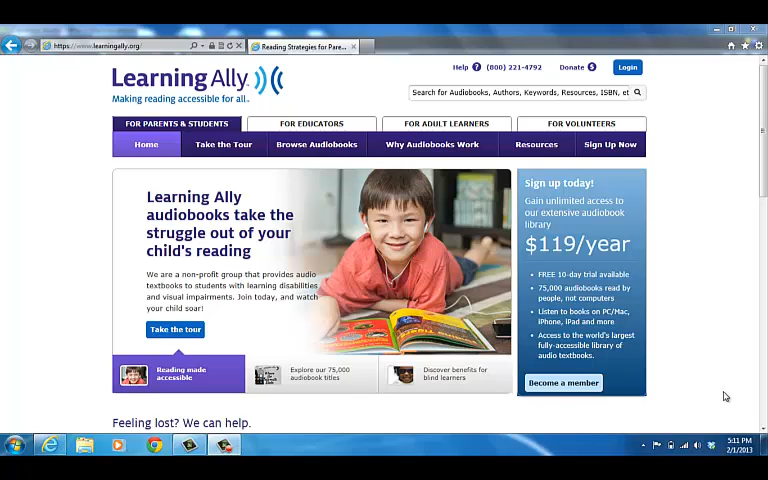 https://www.learningally.org/
Reading Strategies for Pare...
Learning Ally
Making reading accessible for all.
Help ? (800) 221-4792 Donate $ Login
Search for Audiobooks, Authors, Keywords, Resources, ISBN, et
FOR PARENTS & STUDENTS FOR EDUCATORS FOR ADULT LEARNERS FOR VOLUNTEERS
Home Take the Tour Browse Audiobooks Why Audiobooks Work Resources Sign Up Now
Learning Ally
audiobooks take the
struggle out of your
child's reading
We are a non-profit group that provides audio
textbooks to students with learning disabilities
and visual impairments. Join today, and watch
your child soar!
Take the tour
Sign up today!
Gain unlimited access to
our extensive audiobook
library
$119/year
• FREE 10-day trial available
• 75,000 audiobooks read by
people, not computers
• Listen to books on PC/Mac,
iPhone, iPad and more
• Access to the world's largest
fully-accessible library of
audio textbooks.
Become a member
Reading made
accessible
Explore our 75,000
audiobook titles
Discover benefits for
blind learners
Feeling lost? We can help.
5:11 PM
2/1/2013